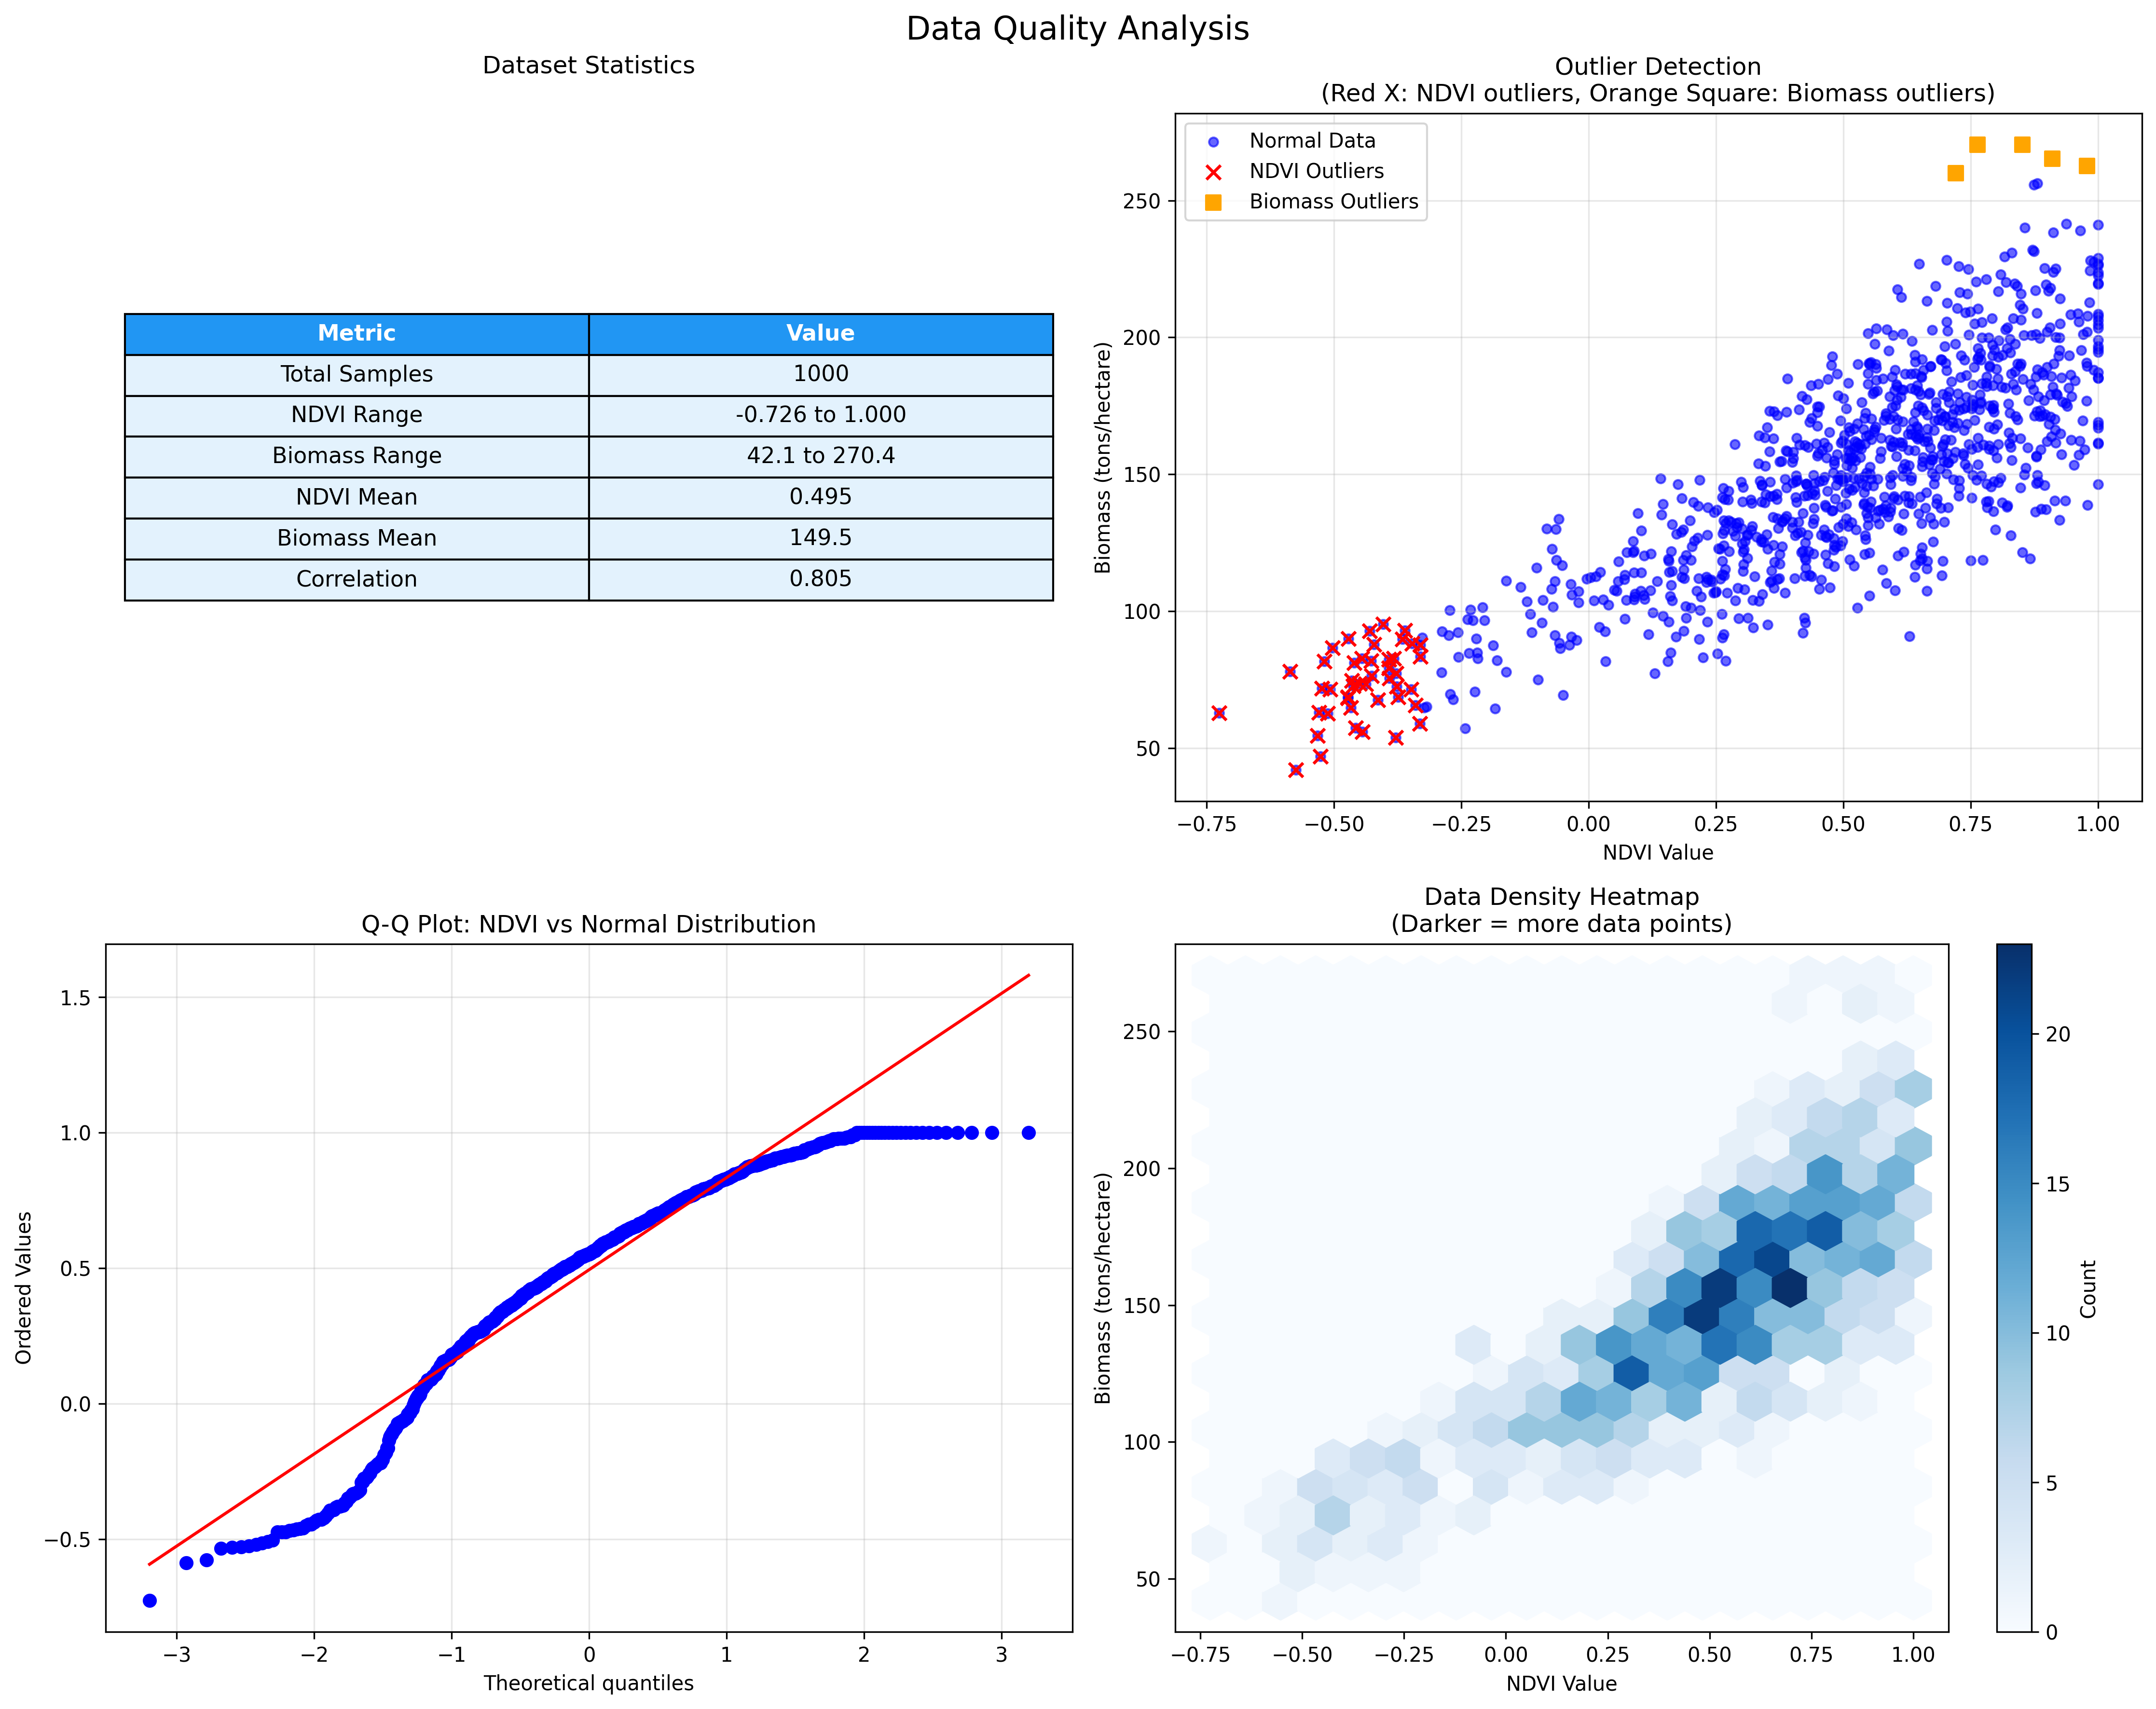 Data Quality Analysis
Dataset Statistics
Metric Value
Total Samples 1000
NDVI Range -0.726 to 1.000
Biomass Range 42.1 to 270.4
NDVI Mean 0.495
Biomass Mean 149.5
Correlation 0.805
Outlier Detection
(Red X: NDVI outliers, Orange Square: Biomass outliers)
Normal Data
NDVI Outliers
Biomass Outliers
Biomass (tons/hectare)
250
200
150
100
50
−0.75 −0.50 −0.25 0.00 0.25 0.50 0.75 1.00
NDVI Value
Q-Q Plot: NDVI vs Normal Distribution
Ordered Values
1.5
1.0
0.5
0.0
−0.5
−3 −2 −1 0 1 2 3
Theoretical quantiles
Data Density Heatmap
(Darker = more data points)
Biomass (tons/hectare)
250
200
150
100
50
−0.75 −0.50 −0.25 0.00 0.25 0.50 0.75 1.00
NDVI Value
20
15
10
5
0
Count